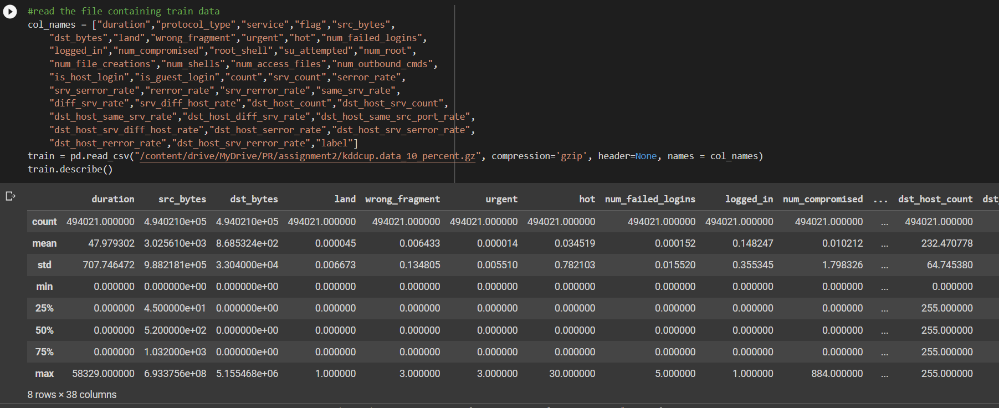 #read the file containing train data
col_names = ["duration","protocol_type","service","flag","src_bytes",
"dst_bytes","land","wrong_fragment","urgent","hot","num_failed_logins",
"logged_in","num_compromised","root_shell","su_attempted","num_root",
"num_file_creations","num_shells","num_access_files","num_outbound_cmds",
"is_host_login","is_guest_login","count","srv_count","serror_rate",
"srv_serror_rate","rerror_rate","srv_rerror_rate","same_srv_rate",
"diff_srv_rate","srv_diff_host_rate","dst_host_count","dst_host_srv_count",
"dst_host_same_srv_rate","dst_host_diff_srv_rate","dst_host_same_src_port_rate",
"dst_host_srv_diff_host_rate","dst_host_serror_rate","dst_host_srv_serror_rate",
"dst_host_rerror_rate","dst_host_srv_rerror_rate","label"]
train = pd.read_csv("/content/drive/MyDrive/PR/assignment2/kddcup.data_10_percent.gz", compression='gzip', header=None, names = col_names)
train.describe()
duration src_bytes dst_bytes land wrong_fragment urgent hot num_failed_logins logged_in num_compromised ... dst_host_count dst_
count 494021.000000 4.940210e+05 4.940210e+05 494021.000000 494021.000000 494021.000000 494021.000000 494021.000000 494021.000000 494021.000000 ... 494021.000000
mean 47.979302 3.025610e+03 8.685324e+02 0.000045 0.006433 0.000014 0.034519 0.000152 0.148247 0.010212 ... 232.470778
std 707.746472 9.882181e+05 3.304000e+04 0.006673 0.134805 0.005510 0.782103 0.015520 0.355345 1.798326 ... 64.745380
min 0.000000 0.000000e+00 0.000000e+00 0.000000 0.000000 0.000000 0.000000 0.000000 0.000000 0.000000 ... 0.000000
25% 0.000000 4.500000e+01 0.000000e+00 0.000000 0.000000 0.000000 0.000000 0.000000 0.000000 0.000000 ... 255.000000
50% 0.000000 5.200000e+02 0.000000e+00 0.000000 0.000000 0.000000 0.000000 0.000000 0.000000 0.000000 ... 255.000000
75% 0.000000 1.032000e+03 0.000000e+00 0.000000 0.000000 0.000000 0.000000 0.000000 0.000000 0.000000 ... 255.000000
max 58329.000000 6.933756e+08 5.155468e+06 1.000000 3.000000 3.000000 30.000000 5.000000 1.000000 884.000000 ... 255.000000
8 rows × 38 columns